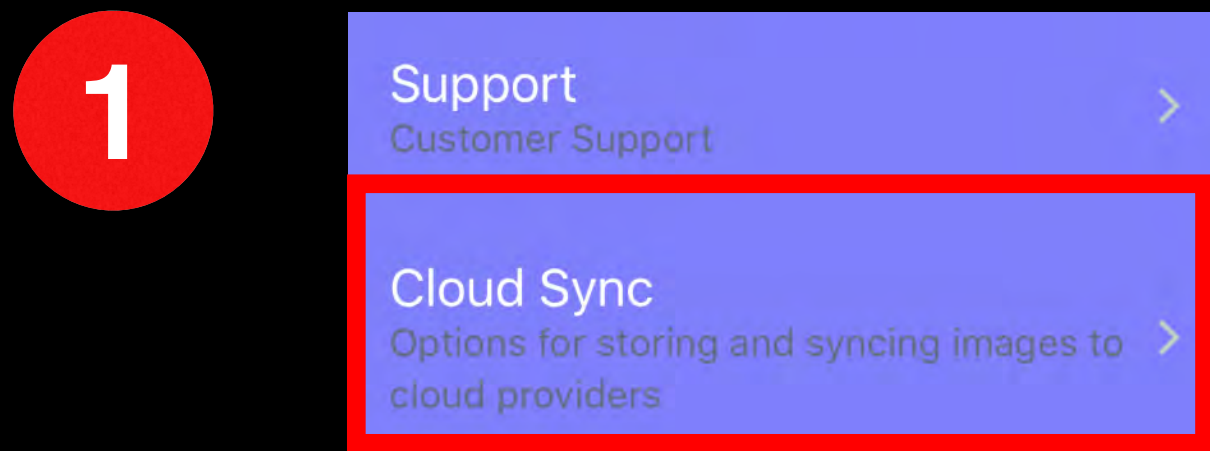 1
Support
Customer Support
Cloud Sync
Options for storing and syncing images to
cloud providers